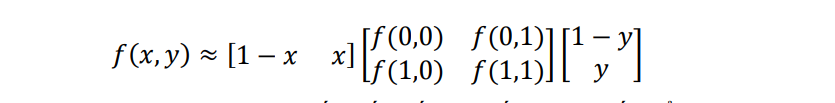 f(x, y) ≈ [1 − x   x] [f(0,0)   f(0,1)] [1 − y]
[f(1,0)   f(1,1)] [y]